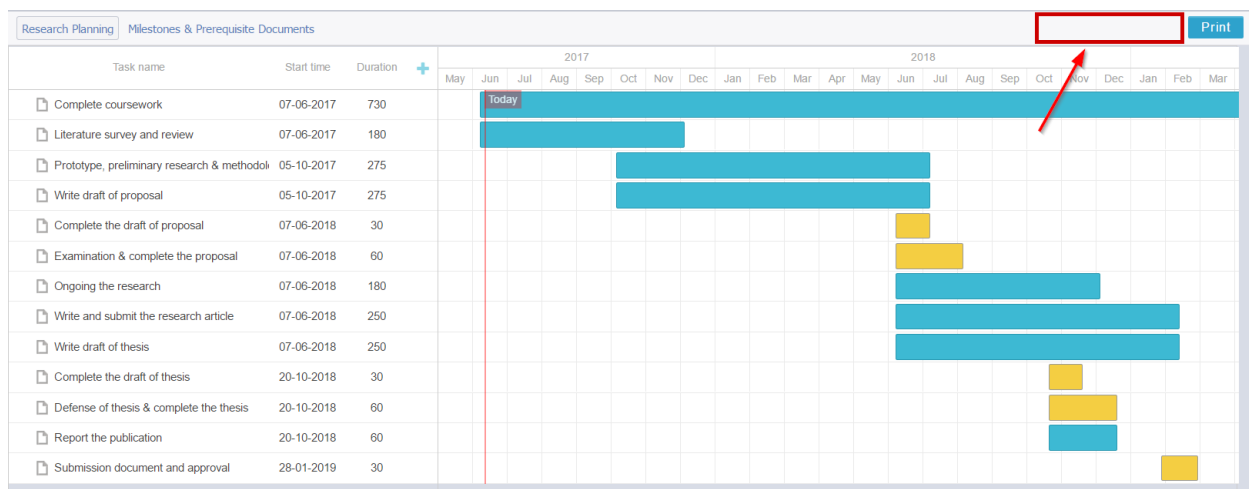 Research Planning Milestones & Prerequisite Documents Print
Task name Start time Duration 2017 2018
May Jun Jul Aug Sep Oct Nov Dec Jan Feb Mar Apr May Jun Jul Aug Sep Oct Nov Dec Jan Feb Mar
Complete coursework 07-06-2017 730 Today
Literature survey and review 07-06-2017 180
Prototype, preliminary research & methodol 05-10-2017 275
Write draft of proposal 05-10-2017 275
Complete the draft of proposal 07-06-2018 30
Examination & complete the proposal 07-06-2018 60
Ongoing the research 07-06-2018 180
Write and submit the research article 07-06-2018 250
Write draft of thesis 07-06-2018 250
Complete the draft of thesis 20-10-2018 30
Defense of thesis & complete the thesis 20-10-2018 60
Report the publication 20-10-2018 60
Submission document and approval 28-01-2019 30